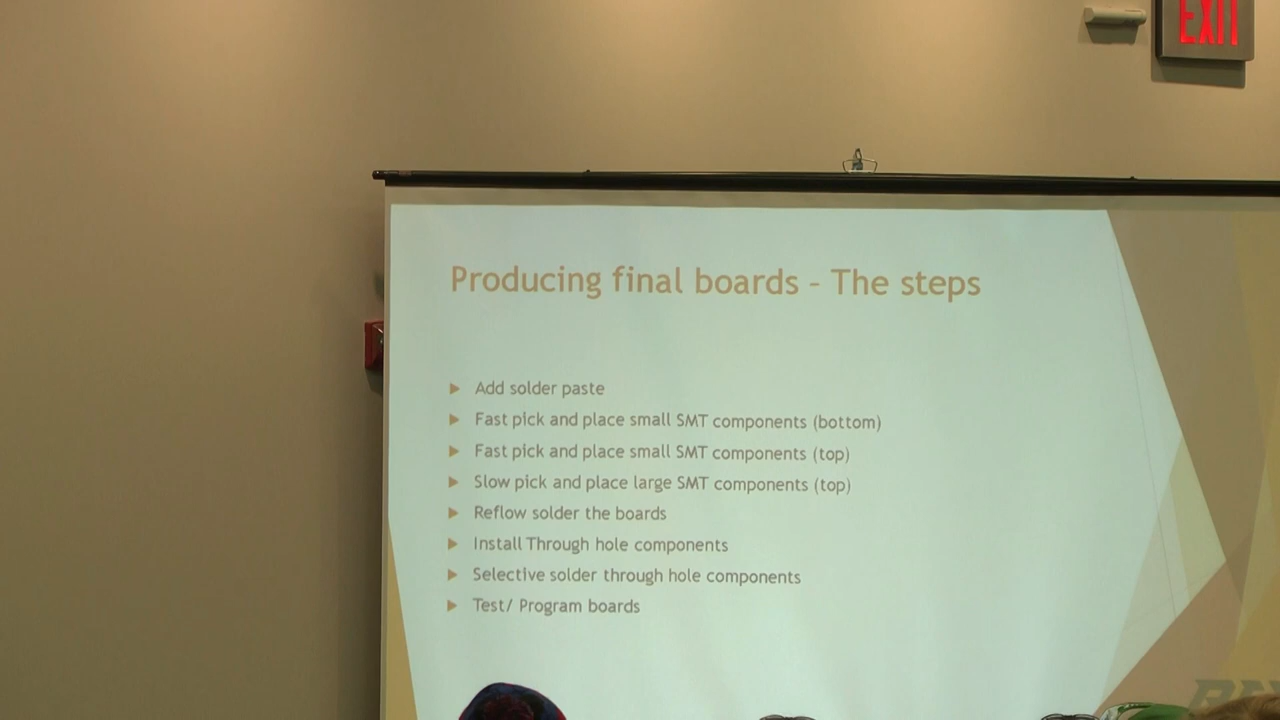 EXIT
Producing final boards - The steps
Add solder paste
Fast pick and place small SMT components (bottom)
Fast pick and place small SMT components (top)
Slow pick and place large SMT components (top)
Reflow solder the boards
Install Through hole components
Selective solder through hole components
Test/ Program boards